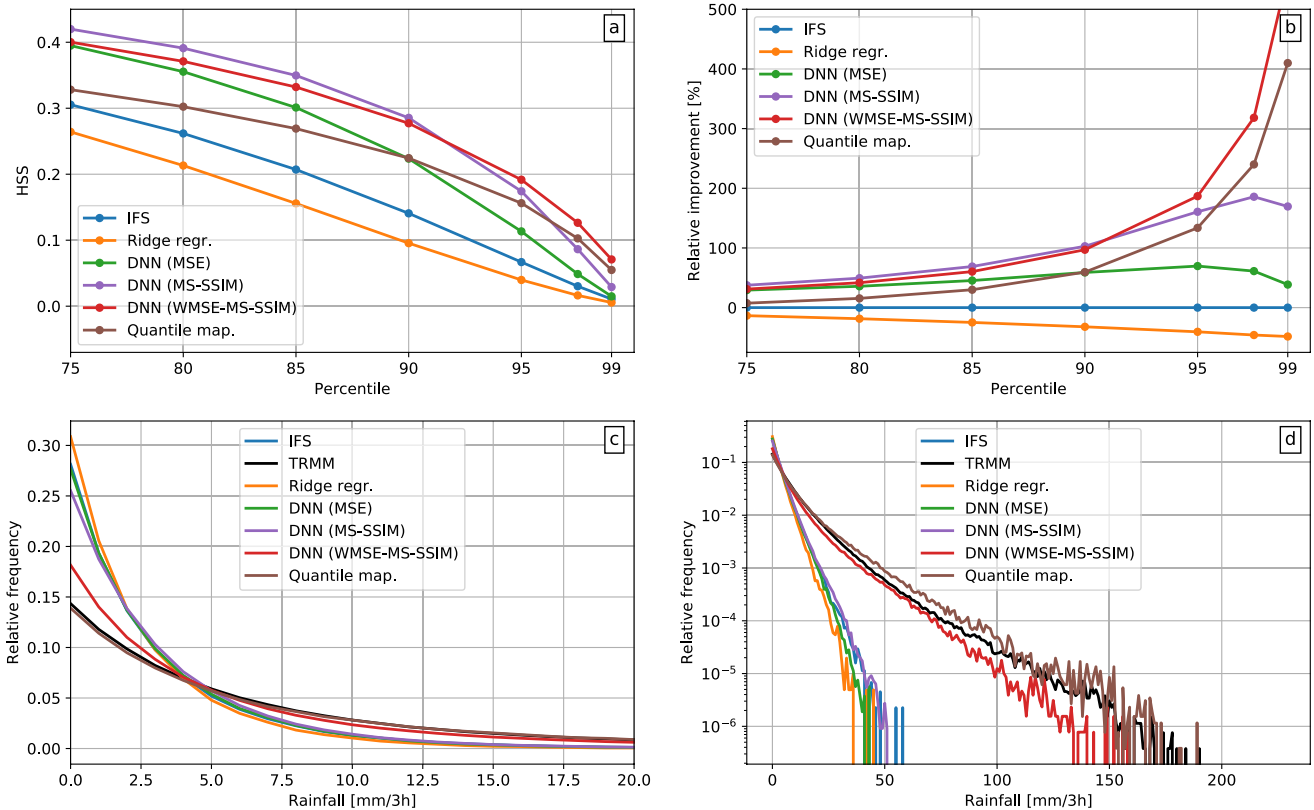 a
0.4
0.3
0.2
0.1
0.0
HSS
IFS
Ridge regr.
DNN (MSE)
DNN (MS-SSIM)
DNN (WMSE-MS-SSIM)
Quantile map.
75 80 85 90 95 99
Percentile
b
500
400
300
200
100
0
Relative improvement [%]
IFS
Ridge regr.
DNN (MSE)
DNN (MS-SSIM)
DNN (WMSE-MS-SSIM)
Quantile map.
75 80 85 90 95 99
Percentile
c
0.30
0.25
0.20
0.15
0.10
0.05
0.00
Relative frequency
IFS
TRMM
Ridge regr.
DNN (MSE)
DNN (MS-SSIM)
DNN (WMSE-MS-SSIM)
Quantile map.
0.0 2.5 5.0 7.5 10.0 12.5 15.0 17.5 20.0
Rainfall [mm/3h]
d
10⁻¹
10⁻²
10⁻³
10⁻⁴
10⁻⁵
10⁻⁶
Relative frequency
IFS
TRMM
Ridge regr.
DNN (MSE)
DNN (MS-SSIM)
DNN (WMSE-MS-SSIM)
Quantile map.
0 50 100 150 200
Rainfall [mm/3h]